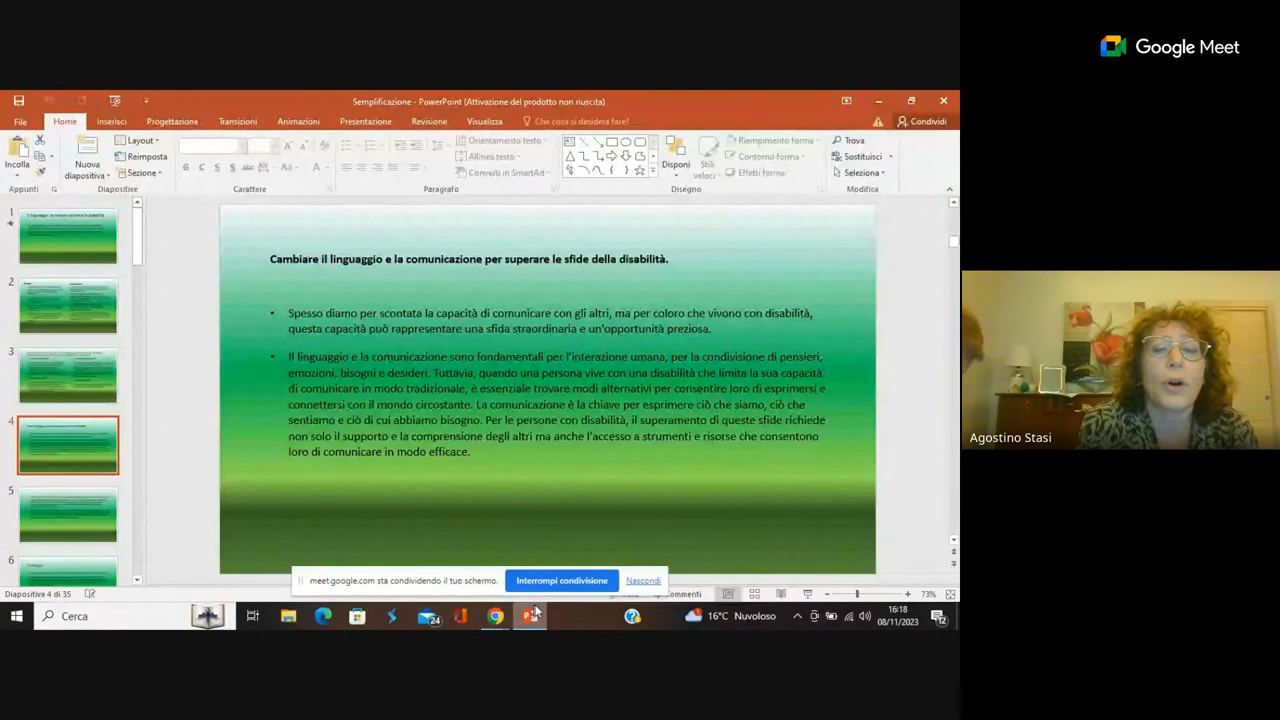 Google Meet
Semplificazione - PowerPoint (Attivazione del prodotto non riuscita)
File Home Inserisci Progettazione Transizioni Animazioni Presentazione Revisione Visualizza Che cosa si desidera fare? Condividi
Incolla
Nuova
diapositiva
Layout
Reimposta
Sezione
G C S abc Aa A
Orientamento testo
Allinea testo
Converti in SmartArt
Disponi
Stili
veloci
Riempimento forma
Contorno forma
Effetti forma
Trova
Sostituisci
Seleziona
Appunti Diapositive Carattere Paragrafo Disegno Modifica
1
2
3
4
5
6
Cambiare il linguaggio e la comunicazione per superare le sfide della disabilità.
• Spesso diamo per scontata la capacità di comunicare con gli altri, ma per coloro che vivono con disabilità,
questa capacità può rappresentare una sfida straordinaria e un'opportunità preziosa.
• Il linguaggio e la comunicazione sono fondamentali per l'interazione umana, per la condivisione di pensieri,
emozioni, bisogni e desideri. Tuttavia, quando una persona vive con una disabilità che limita la sua capacità
di comunicare in modo tradizionale, è essenziale trovare modi alternativi per consentire loro di esprimersi e
connettersi con il mondo circostante. La comunicazione è la chiave per esprimere ciò che siamo, ciò che
sentiamo e ciò di cui abbiamo bisogno. Per le persone con disabilità, il superamento di queste sfide richiede
non solo il supporto e la comprensione degli altri ma anche l'accesso a strumenti e risorse che consentono
loro di comunicare in modo efficace.
Agostino Stasi
meet.google.com sta condividendo il tuo schermo. Interrompi condivisione Nascondi
Diapositiva 4 di 35
73%
Cerca
24
16°C Nuvoloso
16:18
08/11/2023
12